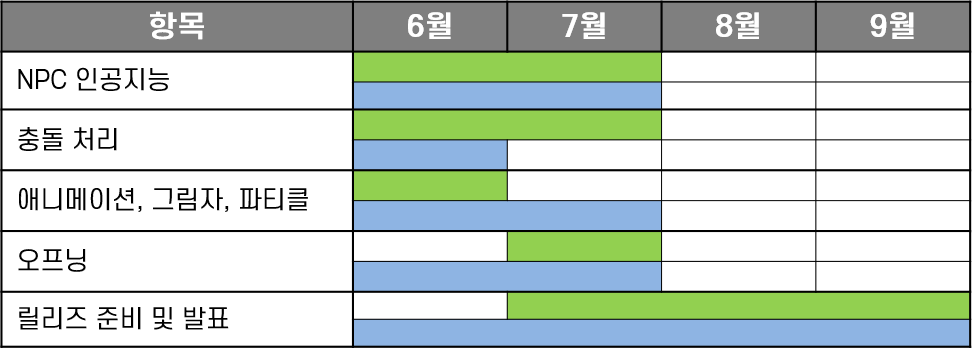 항목 6월 7월 8월 9월
NPC 인공지능
충돌 처리
애니메이션, 그림자, 파티클
오프닝
릴리즈 준비 및 발표